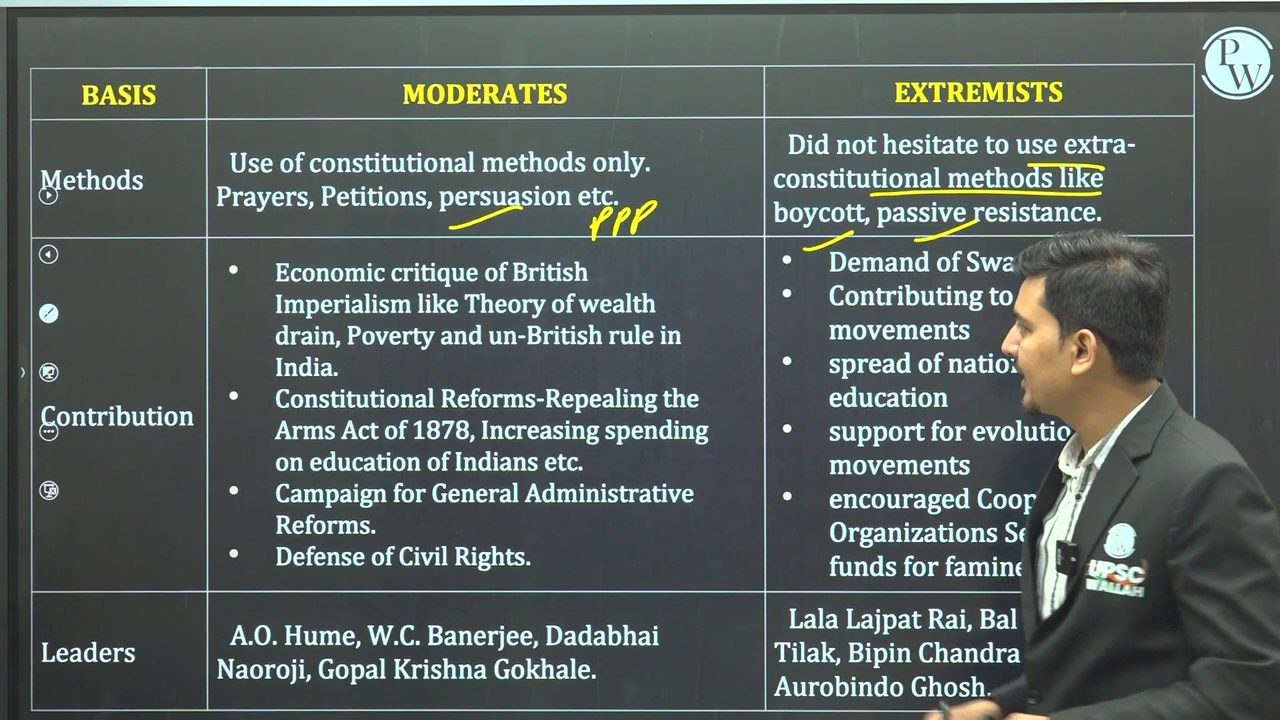 PW
BASIS
MODERATES
EXTREMISTS
Methods
Use of constitutional methods only.
Prayers, Petitions, persuasion etc.
PPP
Did not hesitate to use extra-
constitutional methods like
boycott, passive resistance.
Contribution
Economic critique of British
Imperialism like Theory of wealth
drain, Poverty and un-British rule in
India.
Constitutional Reforms-Repealing the
Arms Act of 1878, Increasing spending
on education of Indians etc.
Campaign for General Administrative
Reforms.
Defense of Civil Rights.
Demand of
Contributing to
movements
spread of
education
support for
movements
encouraged
Organizations
funds for famine
Leaders
A.O. Hume, W.C. Banerjee, Dadabhai
Naoroji, Gopal Krishna Gokhale.
Lala Lajpat Rai, Bal
Tilak, Bipin Chandra
Aurobindo Ghosh.
UPSC
WALLAH